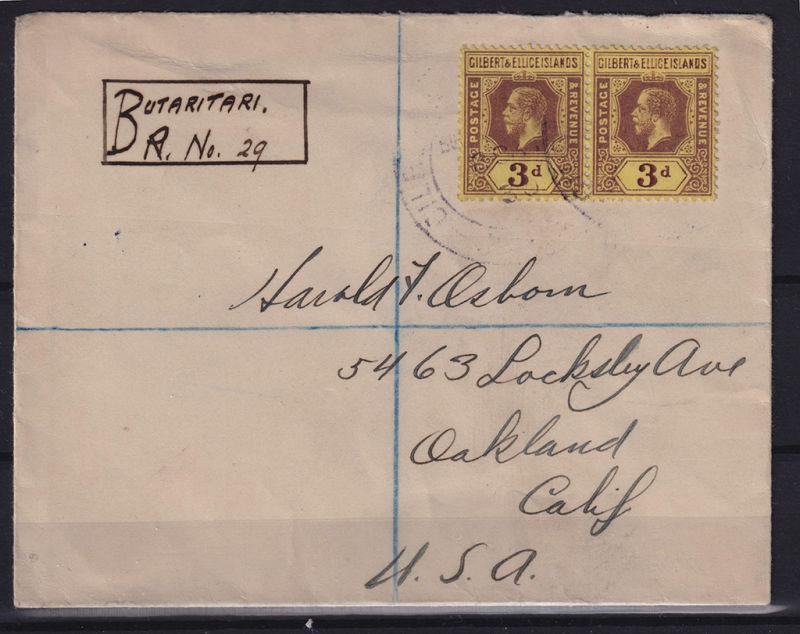 BUTARITARI.
R. No. 29
GILBERT & ELLICE ISLANDS
POSTAGE & REVENUE
3d
GILBERT & ELLICE ISLANDS
POSTAGE & REVENUE
3d
Harold F. Osborn
5463 Locksley Ave
Oakland
Calif
U. S. A.